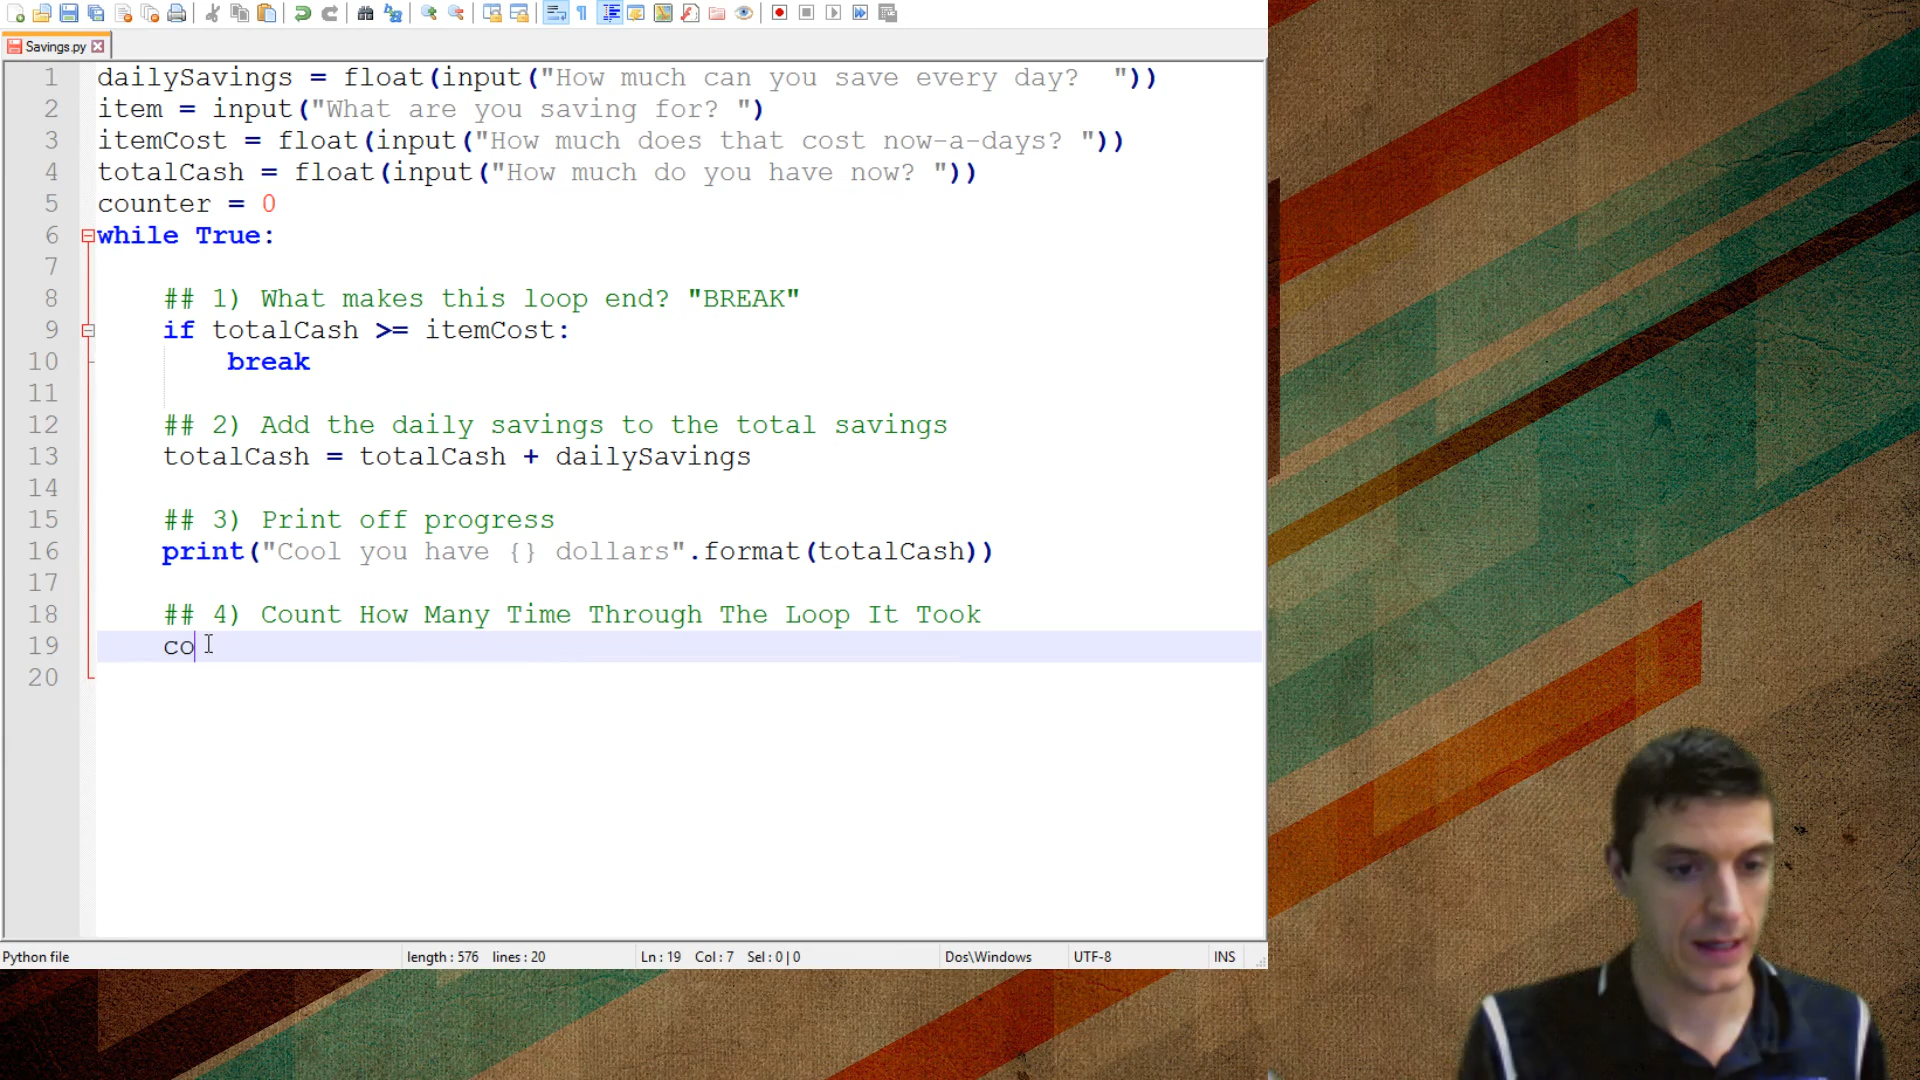 Savings.py
1 dailySavings = float(input("How much can you save every day?  "))
2 item = input("What are you saving for? ")
3 itemCost = float(input("How much does that cost now-a-days? "))
4 totalCash = float(input("How much do you have now? "))
5 counter = 0
6 while True:
7
8 ## 1) What makes this loop end? "BREAK"
9 if totalCash >= itemCost:
10 break
11
12 ## 2) Add the daily savings to the total savings
13 totalCash = totalCash + dailySavings
14
15 ## 3) Print off progress
16 print("Cool you have {} dollars".format(totalCash))
17
18 ## 4) Count How Many Time Through The Loop It Took
19 co
20
Python file length : 576 lines : 20 Ln : 19 Col : 7 Sel : 0 | 0 Dos\Windows UTF-8 INS